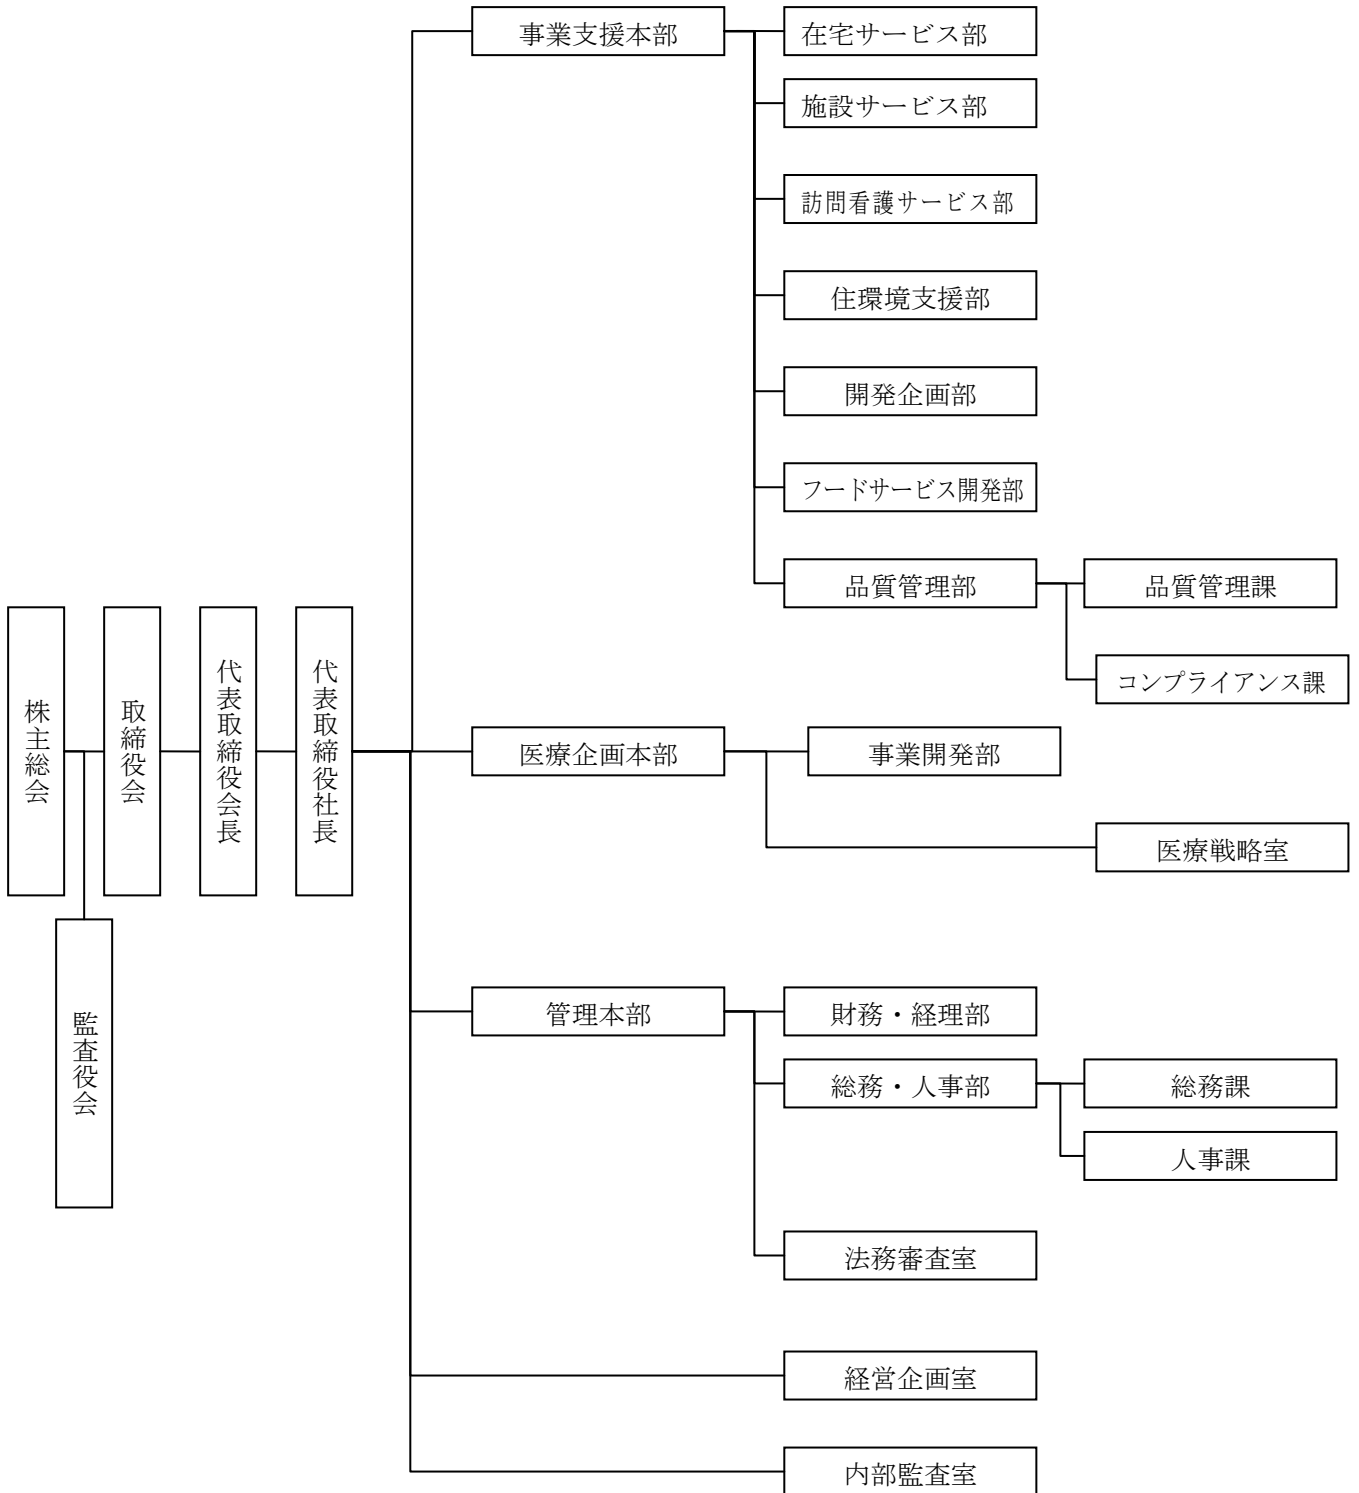 株主総会
監査役会
取締役会
代表取締役会長
代表取締役社長
事業支援本部
在宅サービス部
施設サービス部
訪問看護サービス部
住環境支援部
開発企画部
フードサービス開発部
品質管理部
品質管理課
コンプライアンス課
医療企画本部
事業開発部
医療戦略室
管理本部
財務・経理部
総務・人事部
総務課
人事課
法務審査室
経営企画室
内部監査室